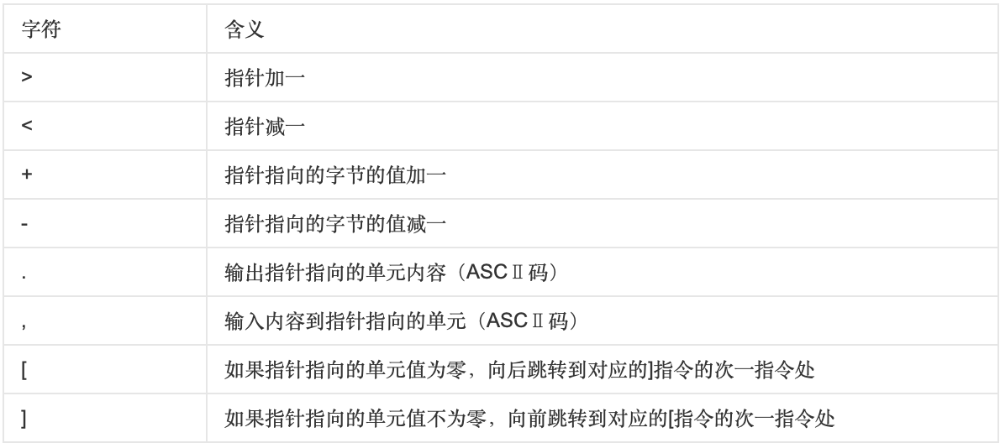 字符 含义
> 指针加一
< 指针减一
+ 指针指向的字节的值加一
- 指针指向的字节的值减一
. 输出指针指向的单元内容（ASCⅡ码）
, 输入内容到指针指向的单元（ASCⅡ码）
[ 如果指针指向的单元值为零，向后跳转到对应的]指令的次一指令处
] 如果指针指向的单元值不为零，向前跳转到对应的[指令的次一指令处